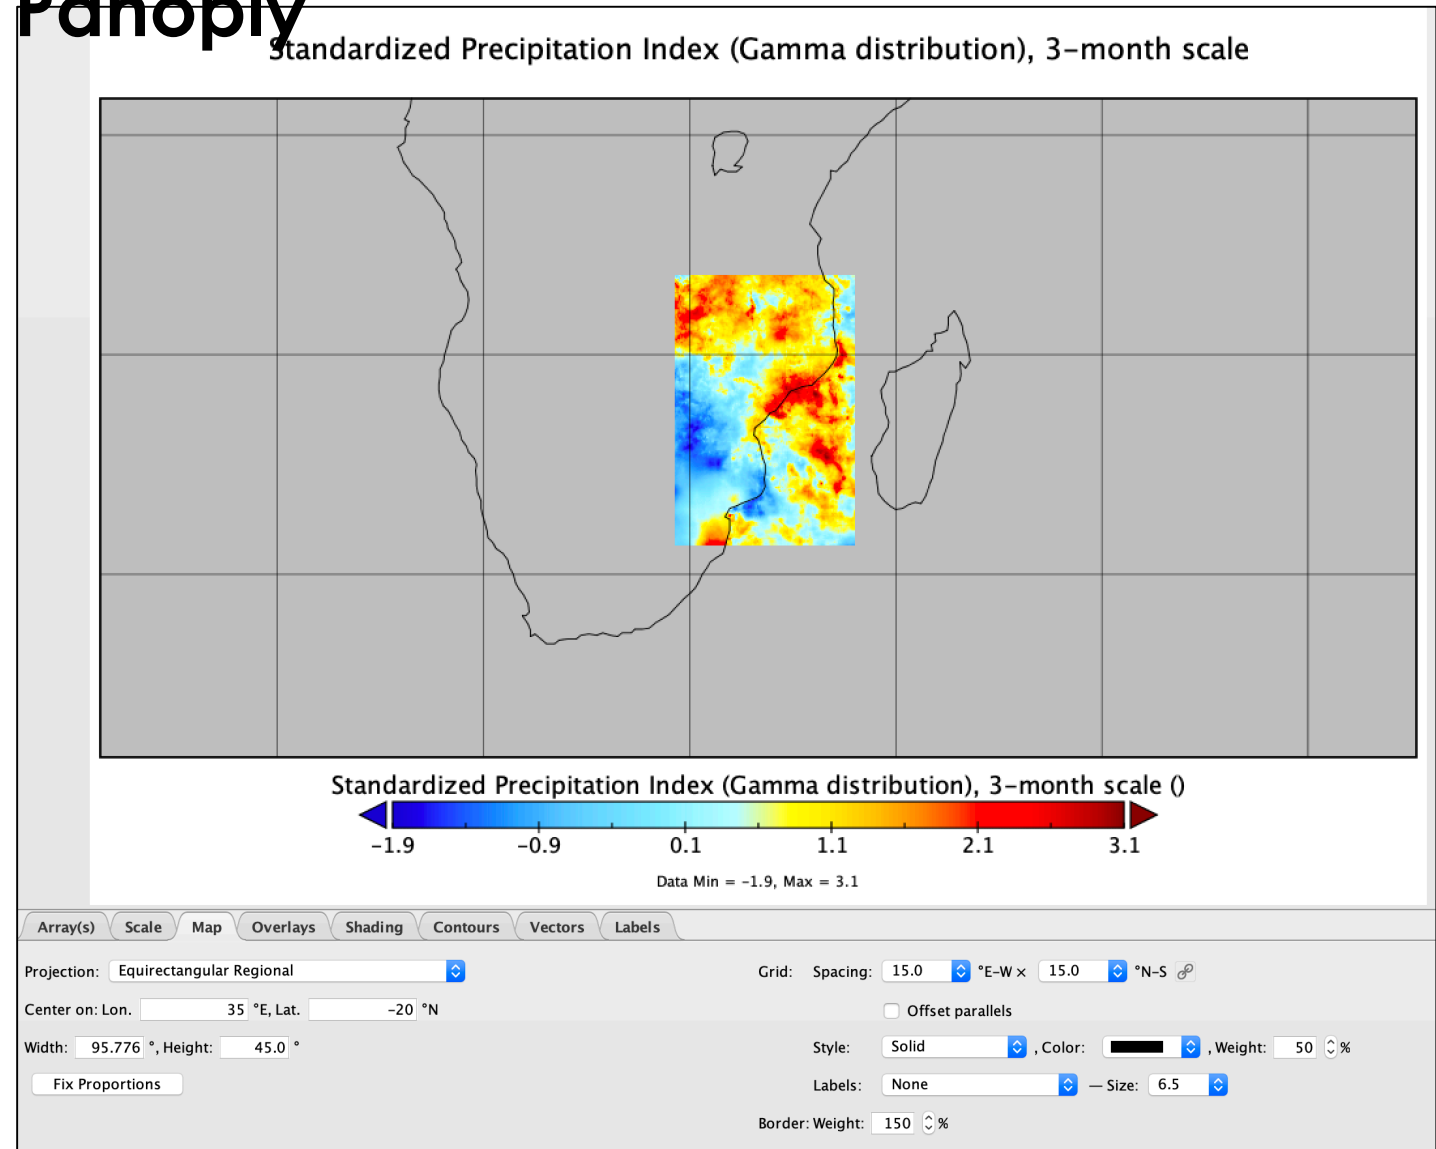 Panoply
Standardized Precipitation Index (Gamma distribution), 3-month scale
Standardized Precipitation Index (Gamma distribution), 3-month scale ()
-1.9 -0.9 0.1 1.1 2.1 3.1
Data Min = -1.9, Max = 3.1
Array(s) Scale Map Overlays Shading Contours Vectors Labels
Projection: Equirectangular Regional Grid: Spacing: 15.0 °E-W × 15.0 °N-S
Center on: Lon. 35 °E, Lat. -20 °N Offset parallels
Width: 95.776 °, Height: 45.0 ° Style: Solid , Color: , Weight: 50 %
Fix Proportions Labels: None — Size: 6.5
Border: Weight: 150 %